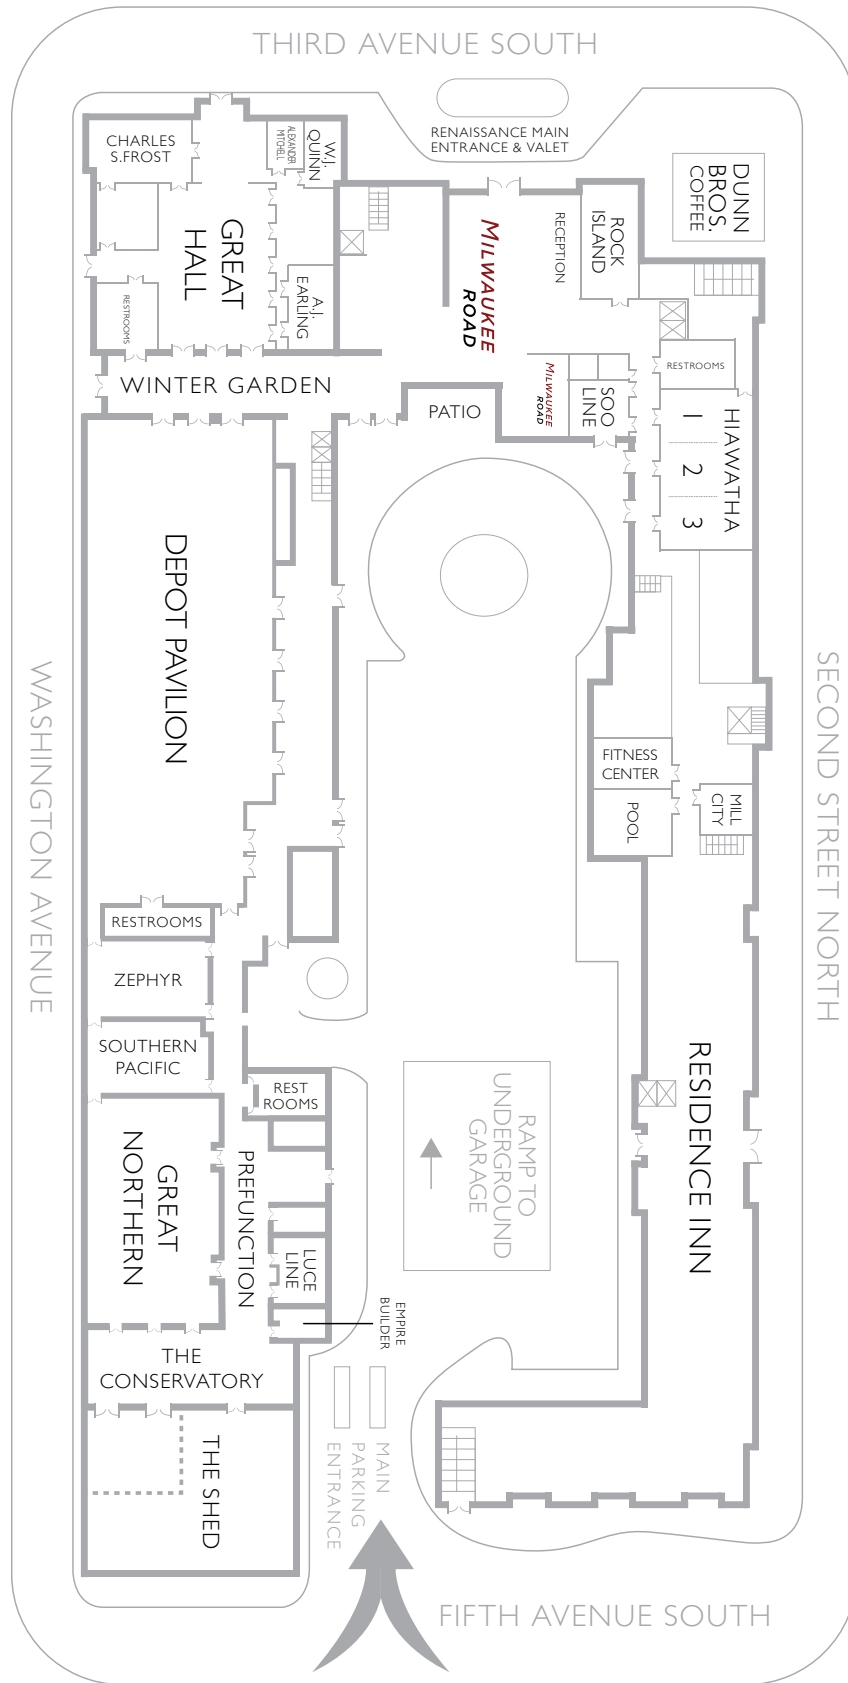 THIRD AVENUE SOUTH
RENAISSANCE MAIN
ENTRANCE & VALET
CHARLES
S.FROST
ALEXANDER
MITCHELL
W.J.
QUINN
DUNN
BROS.
COFFEE
GREAT
HALL
MILWAUKEE
ROAD
RECEPTION
ROCK
ISLAND
RESTROOMS
A.J.
EARLING
WINTER GARDEN
PATIO
MILWAUKEE
ROAD
SOO
LINE
RESTROOMS
HIAWATHA
1
2
3
DEPOT PAVILION
WASHINGTON AVENUE
SECOND STREET NORTH
FITNESS
CENTER
POOL
MILL
CITY
RESTROOMS
ZEPHYR
SOUTHERN
PACIFIC
REST
ROOMS
GREAT
NORTHERN
PREFUNCTION
RAMP TO
UNDERGROUND
GARAGE
RESIDENCE INN
LUCE
LINE
EMPIRE
BUILDER
THE
CONSERVATORY
THE SHED
MAIN
PARKING
ENTRANCE
FIFTH AVENUE SOUTH